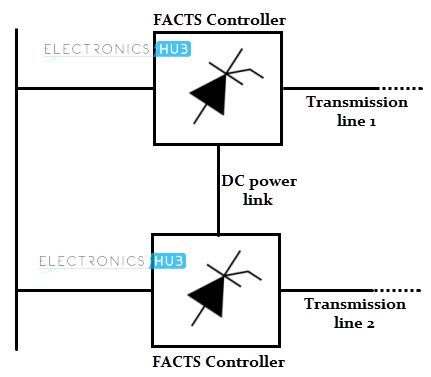 FACTS Controller
ELECTRONICS HUB
Transmission
line 1
DC power
link
ELECTRONICS HUB
Transmission
line 2
FACTS Controller